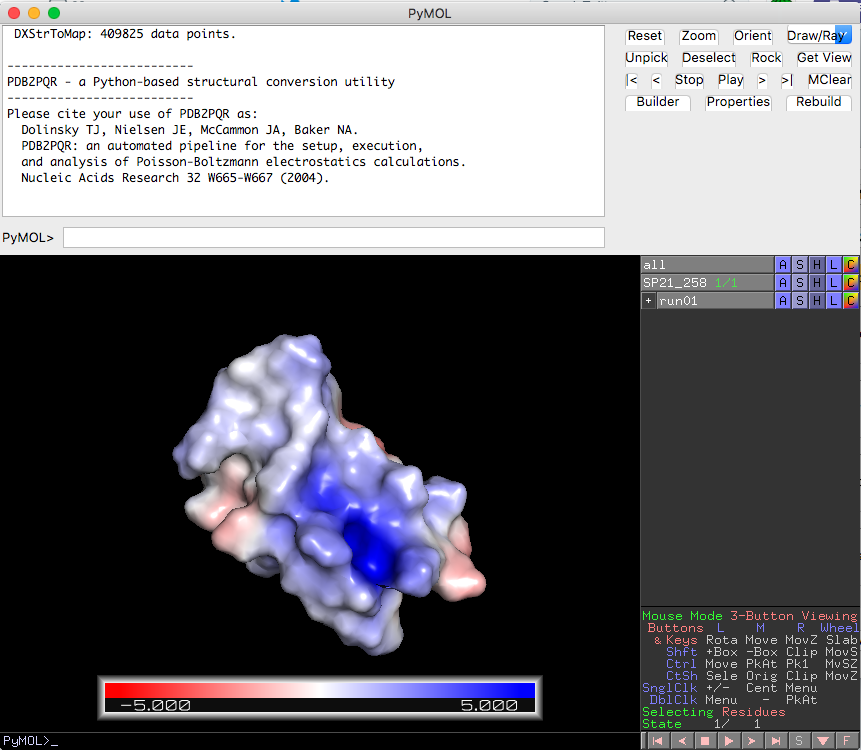 PyMOL
DXStrToMap: 409825 data points.
--------------------------
PDB2PQR - a Python-based structural conversion utility
--------------------------
Please cite your use of PDB2PQR as:
Dolinsky TJ, Nielsen JE, McCammon JA, Baker NA.
PDB2PQR: an automated pipeline for the setup, execution,
and analysis of Poisson-Boltzmann electrostatics calculations.
Nucleic Acids Research 32 W665-W667 (2004).
Reset Zoom Orient Draw/Ray
Unpick Deselect Rock Get View
|< < Stop Play > >| MClear
Builder Properties Rebuild
PyMOL>
all A S H L C
SP21_258 1/1 A S H L C
+ run01 A S H L C
-5.000 5.000
Mouse Mode 3-Button Viewing
Buttons L M R Wheel
& Keys Rota Move MovZ Slab
Shft +Box -Box Clip MovS
Ctrl Move PkAt Pk1 MvSZ
CtSh Sele Orig Clip MovZ
SnglClk +/- Cent Menu
DblClk Menu - PkAt
Selecting Residues
State 1/ 1
S F
PyMOL>_